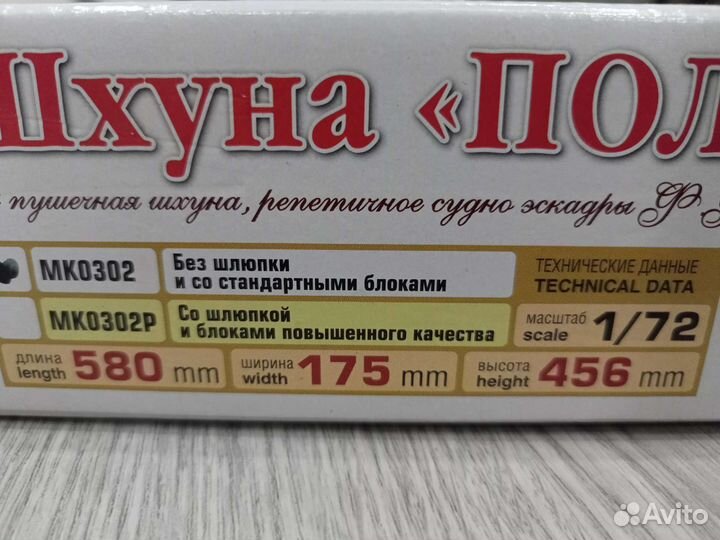 Шхуна «ПОЛ
пушечная шхуна, репетичное судно эскадры Ф.
МК0302 Без шлюпки
и со стандартными блоками
ТЕХНИЧЕСКИЕ ДАННЫЕ
TECHNICAL DATA
МК0302Р Со шлюпкой
и блоками повышенного качества
масштаб
scale 1/72
длина
length 580 mm
ширина
width 175 mm
высота
height 456 mm
Avito